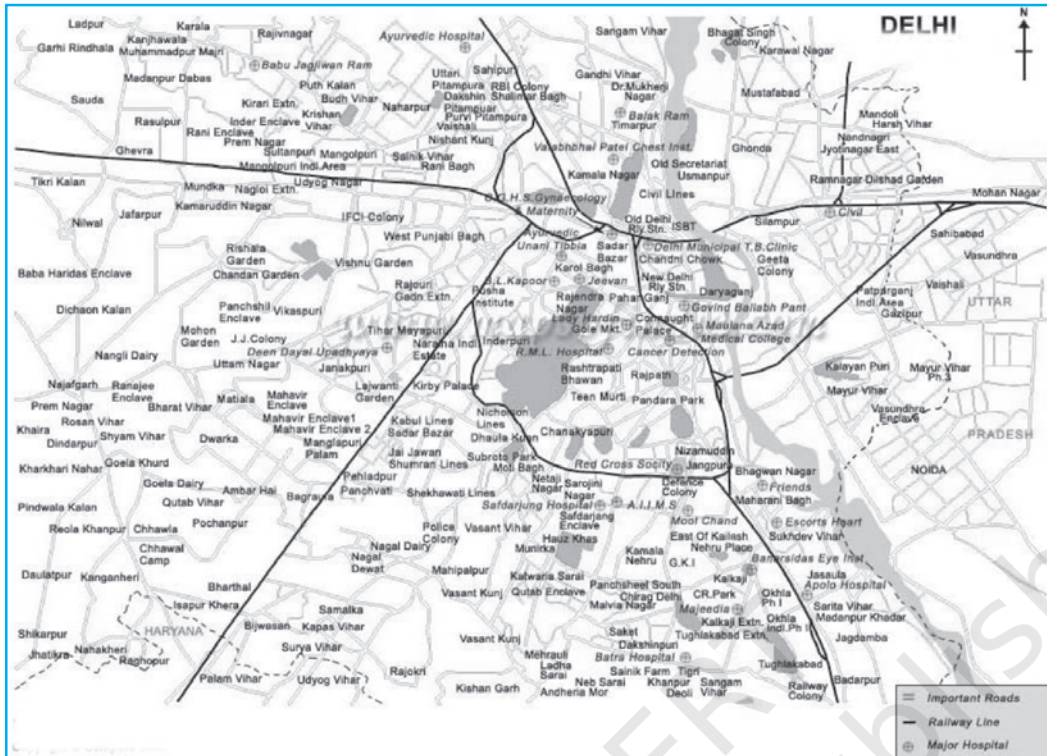 DELHI
N
Ladpur
Karala
Kanjhawala
Rajivnagar
Garhi Rindhala
Muhammadpur Majri
Babu Jagjiwan Ram
Ayurvedic Hospital
Sangam Vihar
Bhagat Singh
Colony
Karawal Nagar
Madanpur Dabas
Puth Kalan
Budh Vihar
Uttari
Pitampura
Sahipur
RBI Colony
Dakshin
Shalimar Bagh
Pitampuar
Purvi Pitampura
Gandhi Vihar
Dr.Mukherji
Nagar
Mustafabad
Sauda
Kirari Extn.
Krishan
Vihar
Naharpur
Vaishali
Balak Ram
Timarpur
Mandoli
Harsh Vihar
Rasulpur
Inder Enclave
Rani Enclave
Prem Nagar
Nishant Kunj
Ghonda
Nandnagri
Jyotinagar East
Ghevra
Sultanpuri
Mangolpuri
Sainik Vihar
Rani Bagh
Valabhbhai Patel Chest Inst.
Mangolpuri Indl.Area
Kamala Nagar
Old Secretariat
Usmanpur
Ramnagar
Dilshad Garden
Tikri Kalan
Mundka
Nagloi Extn.
Udyog Nagar
Civil Lines
Mohan Nagar
Jafarpur
Kamaruddin Nagar
C.G.H.S.Gynaecology
& Maternity
Nilwal
IFCI-Colony
Ayurvedic
Old Delhi
Rly.Stn.
ISBT
Silampur
Civil
West Punjabi Bagh
Unani Tibbia
Sadar
Bazar
Delhi Municipal T.B.Clinic
Chandni Chowk
Geeta
Colony
Sahibabad
Rishala
Garden
Vishnu Garden
Vasundhra
Baba Haridas Enclave
Chandan Garden
Karol Bagh
New Delhi
Rly Stn
Rajouri
Gadn Extn.
Pusha
Institute
B.L.Kapoor
Jeevan
Daryaganj
Patparganj
Indl.Area
Gazipur
Vaishali
UTTAR
Dichaon Kalan
Panchshil
Enclave
Vikaspuri
Rajendra
Nagar
Pahar Ganj
Govind Ballabh Pant
Mohon
Garden
J.J.Colony
Tihar
Mayapuri
Lady Hardin
Gole Mkt.
Connaught
Palace
Maulana Azad
Medical College
Nangli Dairy
Deen Dayal Upadhyaya
Naraina Indl
Estate
Inderpuri
R.M.L. Hospital
Cancer Detection
Uttam Nagar
Janakpuri
Rashtrapati
Bhawan
Rajpath
Kalayan Puri
Mayur Vihar
Ph.3
Najafgarh
Ranajee
Enclave
Lajwanti
Garden
Kirby Palace
Teen Murti
Pandara Park
Mayur Vihar
Prem Nagar
Bharat Vihar
Matiala
Mahavir
Enclave
Vasundhra
Enclave
Rosan Vihar
Mahavir Enclave1
Mahavir Enclave 2
Kabul Lines
Sadar Bazar
Nicholson
Lines
Khaira
Shyam Vihar
Dwarka
Manglapuri
Palam
Dhaula Kuan
Chanakyapuri
PRADESH
Dindarpur
Jai Jawan
Shumran Lines
Subroto Park
Nizamuddin
Kharkhari Nahar
Goela Khurd
Pehladpur
Moti Bagh
Red Cross Socity
Jangpura
Bhagwan Nagar
NOIDA
Goela Dairy
Ambar Hai
Panchvati
Netaji
Nagar
Sarojini
Nagar
Defence
Colony
Friends
Pindwala Kalan
Qutab Vihar
Bagraula
Shekhawati Lines
Safdarjung Hospital
A.I.I.M.S
Maharani Bagh
Reola Khanpur
Chhawla
Pochanpur
Police
Colony
Vasant Vihar
Safdarjang
Enclave
Mool Chand
Escorts Heart
Chhawal
Camp
Nagal Dairy
Hauz Khas
East Of Kailash
Sukhdev Vihar
Nagal
Dewat
Munirka
Kamala
Nehru
Nehru Place
Banarsidas Eye Inst.
Daulatpur
Kanganheri
Mahipalpur
G.K.I
Katwaria Sarai
Kalkaji
Jasaula
Apolo Hospital
Bharthal
Vasant Kunj
Qutab Enclave
Panchsheel South
Chirag Delhi
CR.Park
Okhla
Ph I
Isapur Khera
Samalka
Malvia Nagar
Majeedia
Sarita Vihar
Kalkaji Extn.
Okhla
Indl.Ph II
Madanpur Khadar
HARYANA
Bijwasan
Kapas Vihar
Tughlakabad Extn.
Shikarpur
Vasant Kunj
Saket
Dakshinpuri
Jagdamba
Surya Vihar
Jhatikra
Nahakheri
Raghopur
Mehrauli
Ladha
Sarai
Batra Hospital
Tughlakabad
Rajokri
Sainik Farm
Tigri
Badarpur
Palam Vihar
Udyog Vihar
Neb Sarai
Khanpur
Sangam
Vihar
Railway
Colony
Kishan Garh
Andheria Mor
Deoli
Important Roads
Railway Line
Major Hospital